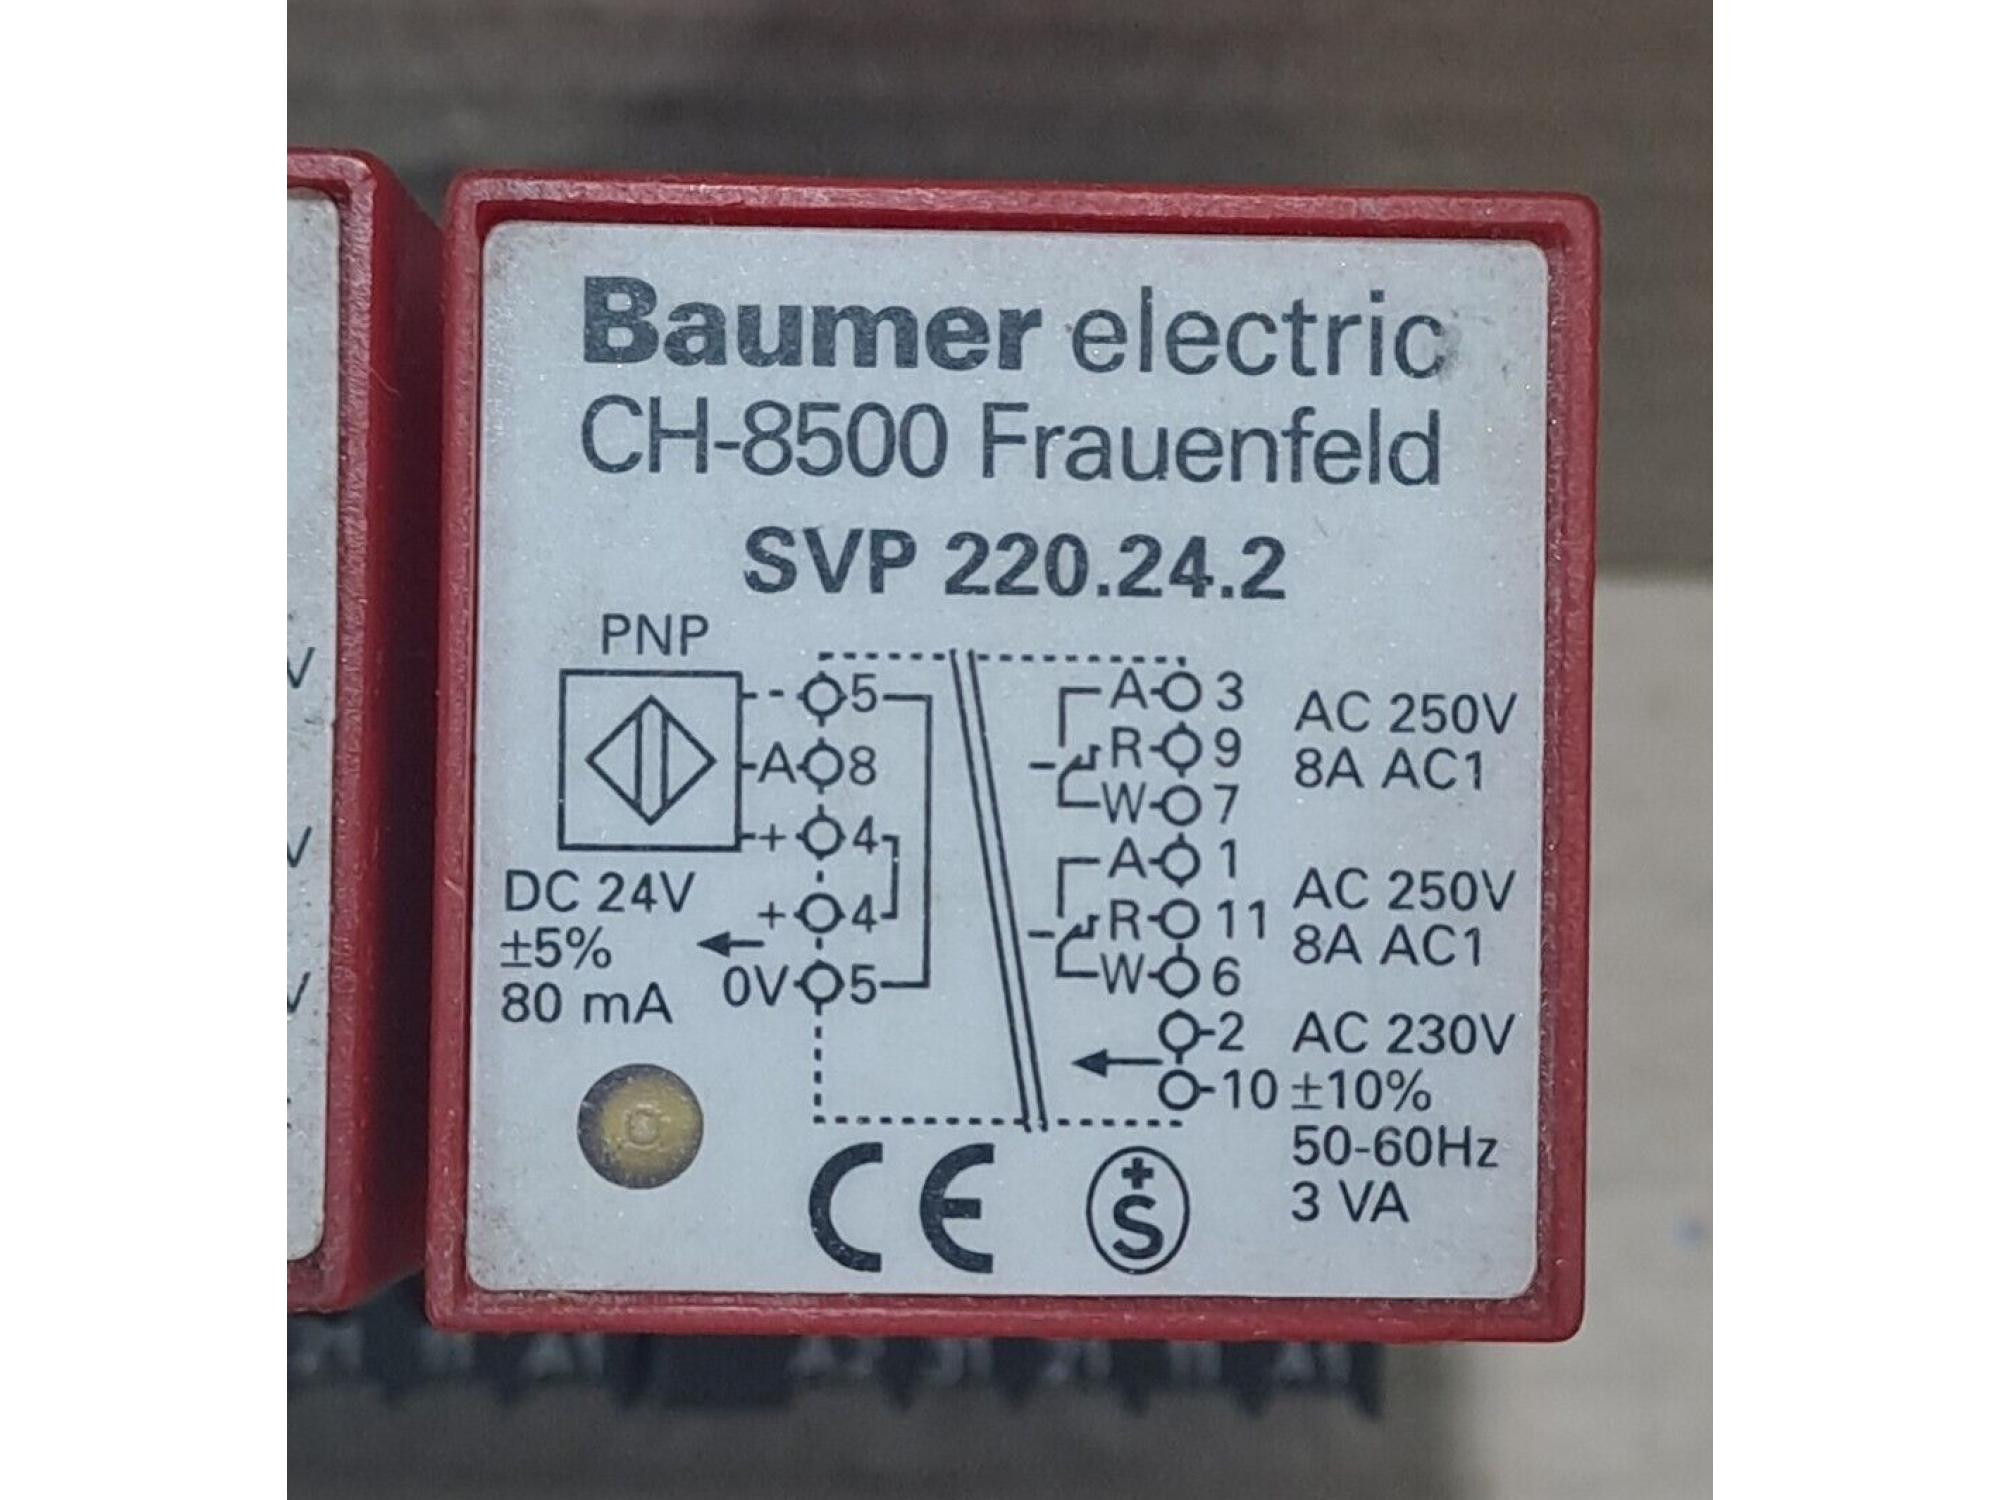 Baumer electric
CH-8500 Frauenfeld
SVP 220.24.2
PNP
5
A 8
+ 4
+ 4
0V 5
DC 24V
±5%
80 mA
A 3
R 9
W 7
AC 250V
8A AC1
A 1
R 11
W 6
AC 250V
8A AC1
2
10
AC 230V
±10%
50-60Hz
3 VA
CE
+
S
V
V
V